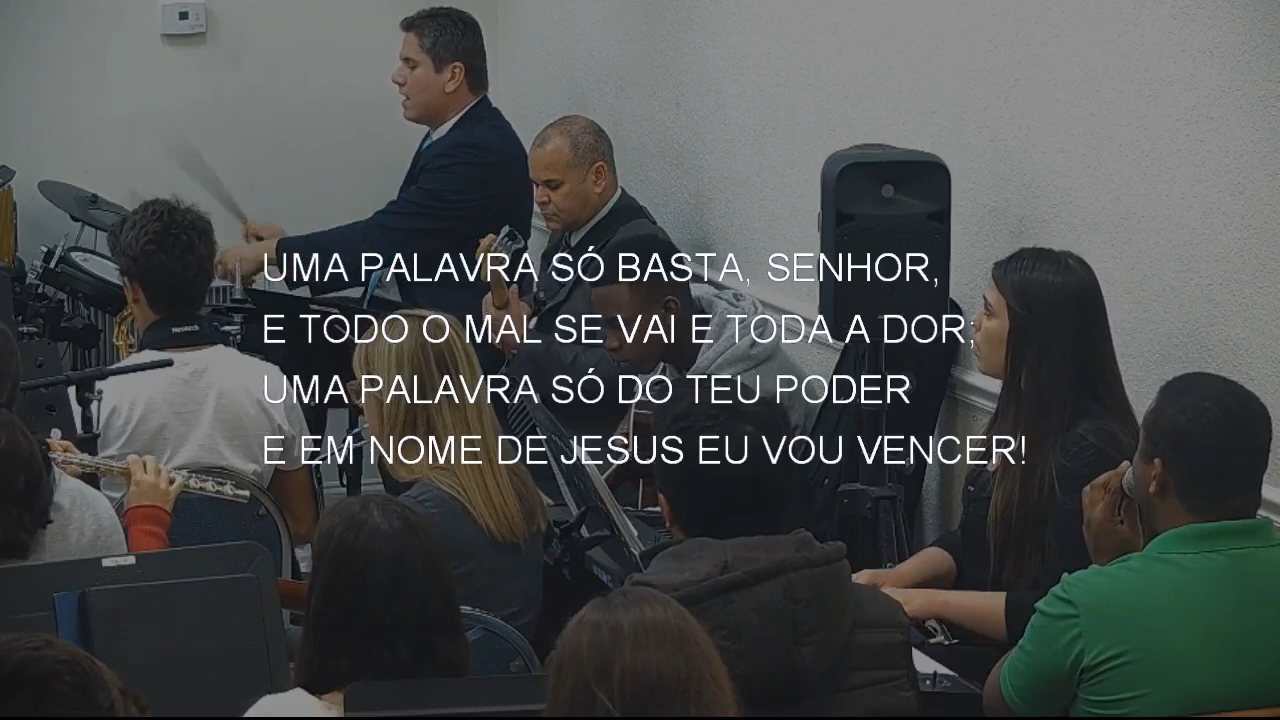 UMA PALAVRA SÓ BASTA, SENHOR,
E TODO O MAL SE VAI E TODA A DOR;
UMA PALAVRA SÓ DO TEU PODER
E EM NOME DE JESUS EU VOU VENCER!